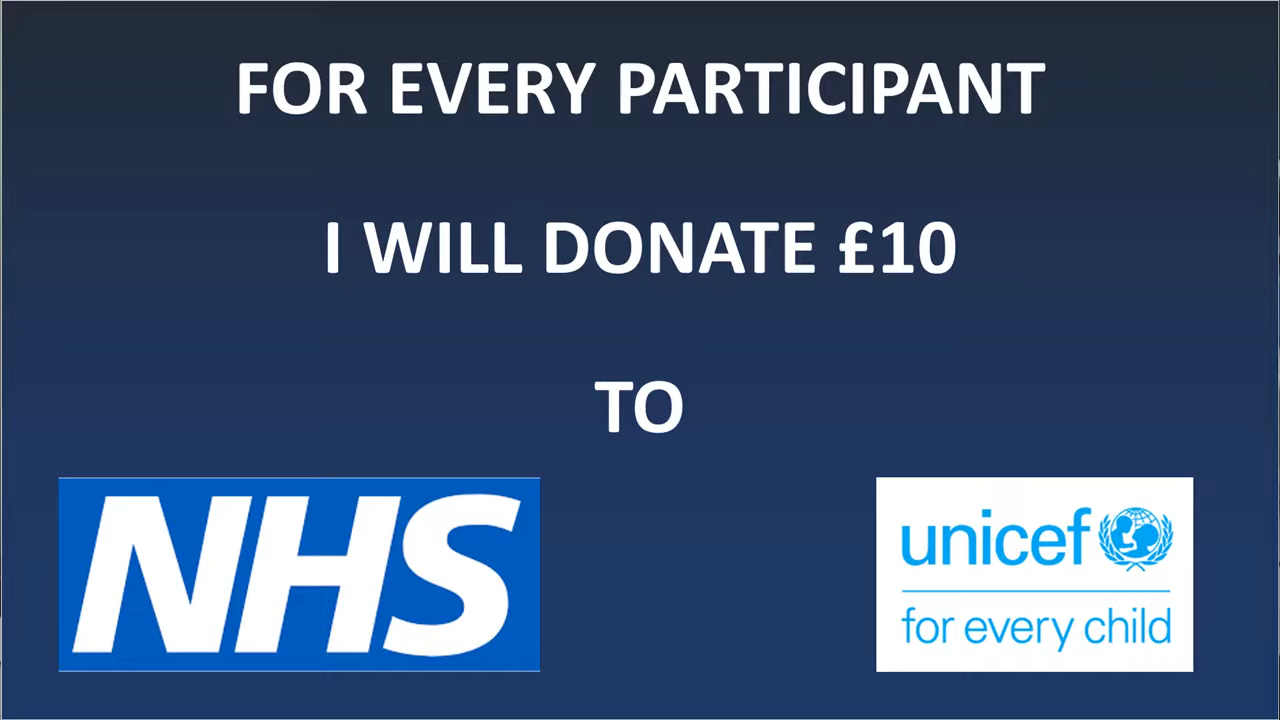 FOR EVERY PARTICIPANT
I WILL DONATE £10
TO
NHS
unicef
for every child